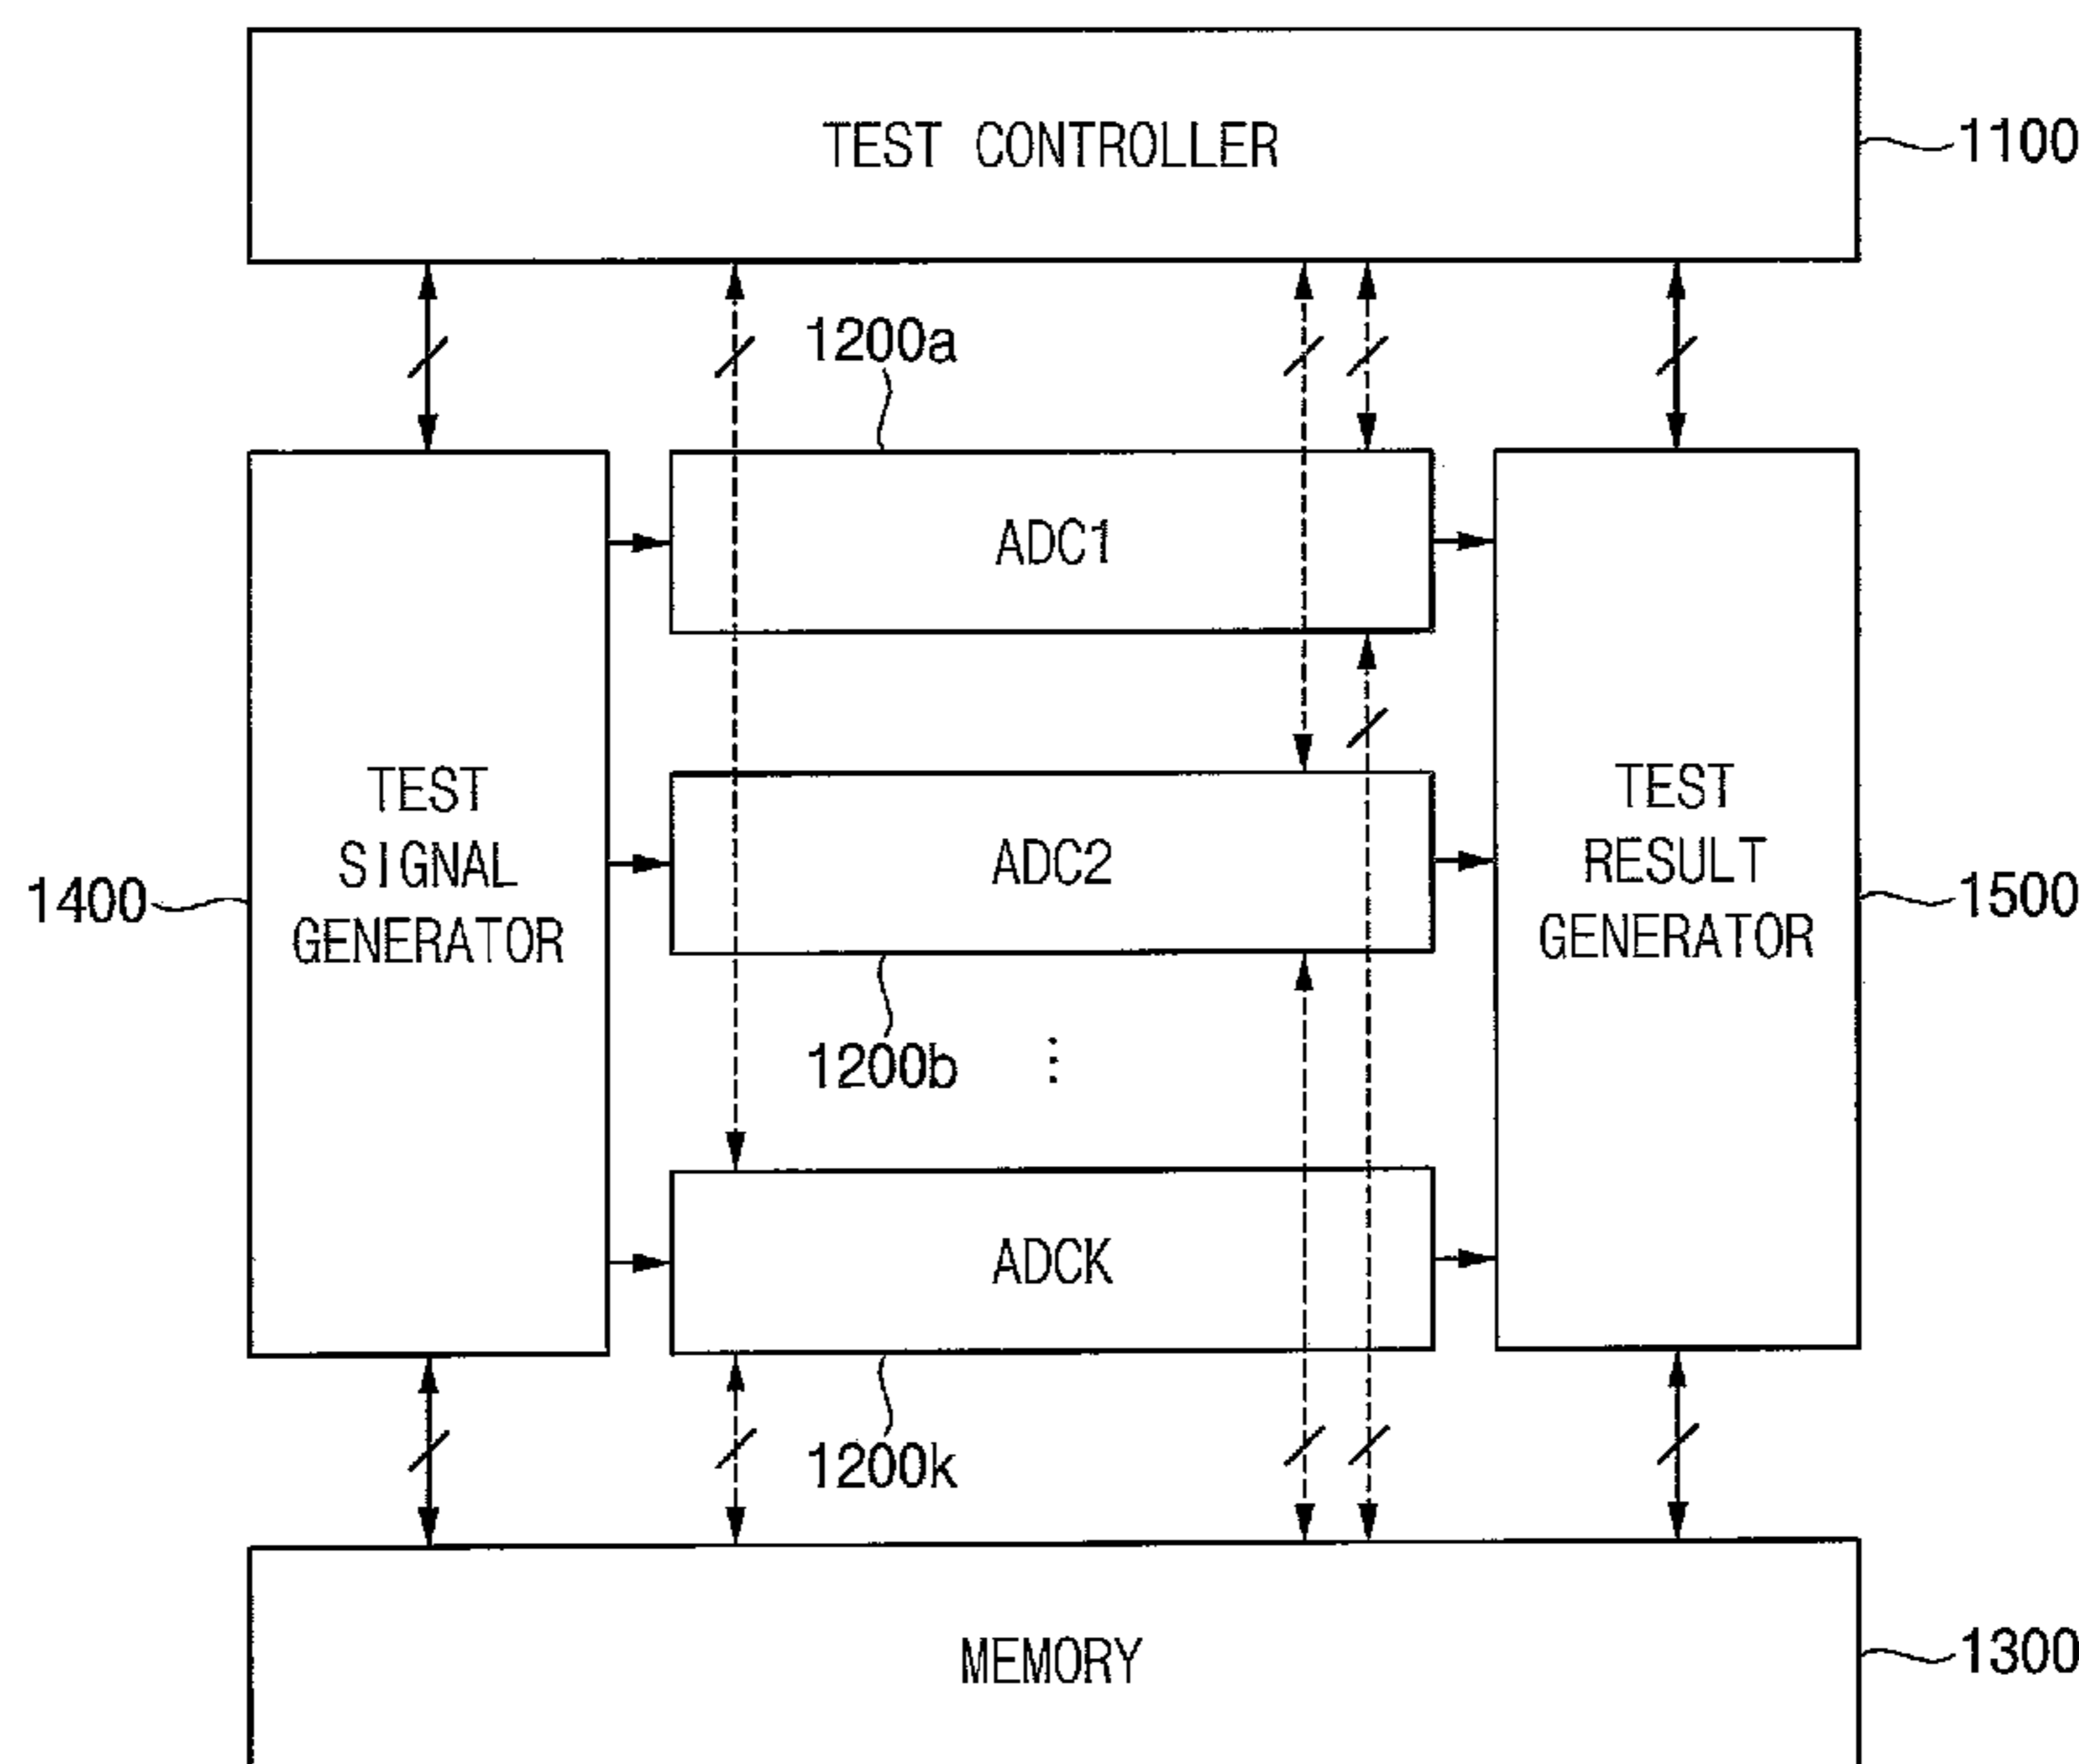 TEST CONTROLLER
1100
1200a
ADC1
TEST
SIGNAL
GENERATOR
1400
ADC2
1200b
⋮
TEST
RESULT
GENERATOR
1500
ADCK
1200k
MEMORY
1300